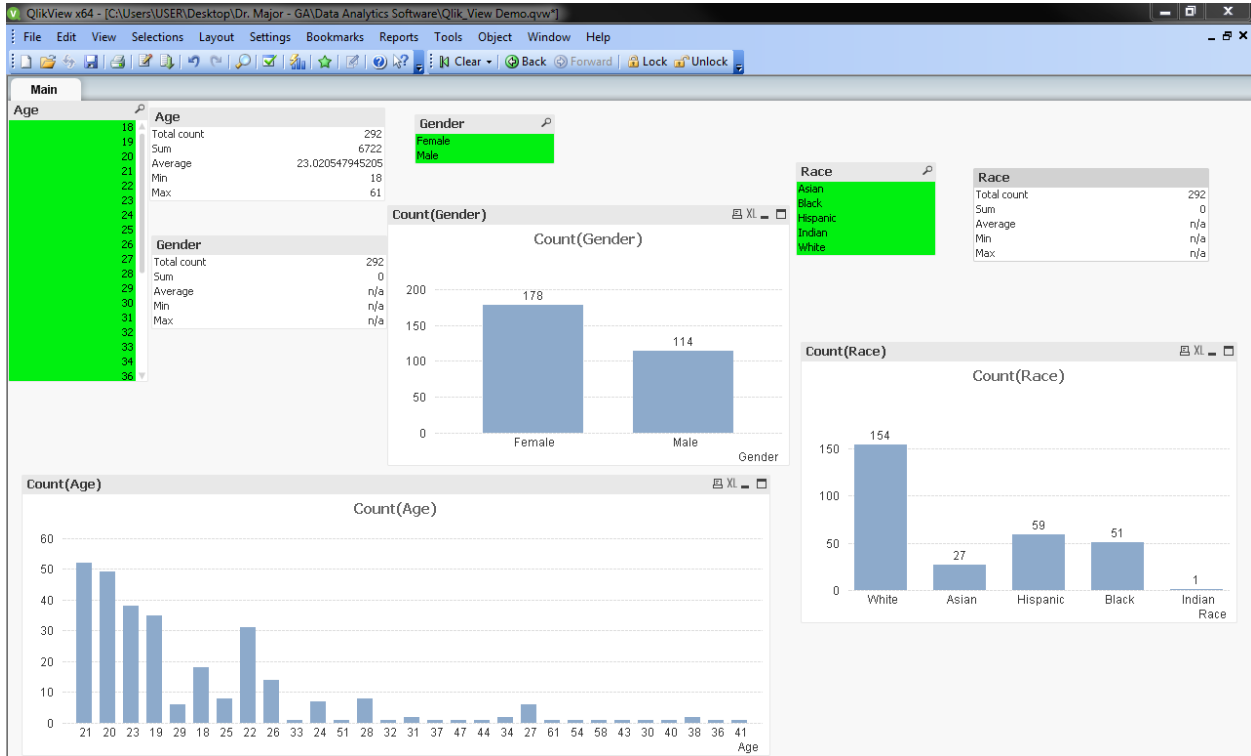 QlikView x64 - [C:\Users\USER\Desktop\Dr. Major - GA\Data Analytics Software\Qlik_View Demo.qvw*]
File Edit View Selections Layout Settings Bookmarks Reports Tools Object Window Help
Clear Back Forward Lock Unlock
Main
Age
18
19
20
21
22
23
24
25
26
27
28
29
30
31
32
33
34
36
Age
Total count 292
Sum 6722
Average 23.020547945205
Min 18
Max 61
Gender
Total count 292
Sum 0
Average n/a
Min n/a
Max n/a
Gender
Female
Male
Count(Gender) XL
Count(Gender)
200
150
100
50
0
178
114
Female Male
Gender
Race
Asian
Black
Hispanic
Indian
White
Race
Total count 292
Sum 0
Average n/a
Min n/a
Max n/a
Count(Race) XL
Count(Race)
150
100
50
0
154
27
59
51
1
White Asian Hispanic Black Indian
Race
Count(Age) XL
Count(Age)
60
50
40
30
20
10
0
21 20 23 19 29 18 25 22 26 33 24 51 28 32 31 37 47 44 34 27 61 54 58 43 30 40 38 36 41
Age